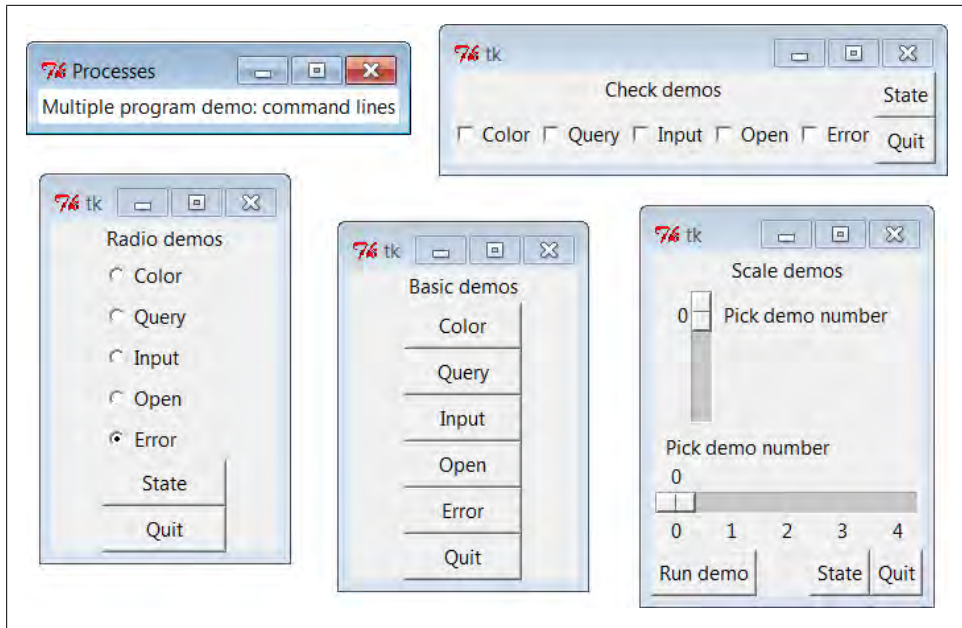 Processes
Multiple program demo: command lines
tk
Check demos
State
Color Query Input Open Error
Quit
tk
Radio demos
Color
Query
Input
Open
Error
State
Quit
tk
Basic demos
Color
Query
Input
Open
Error
Quit
tk
Scale demos
0 Pick demo number
Pick demo number
0
0 1 2 3 4
Run demo State Quit